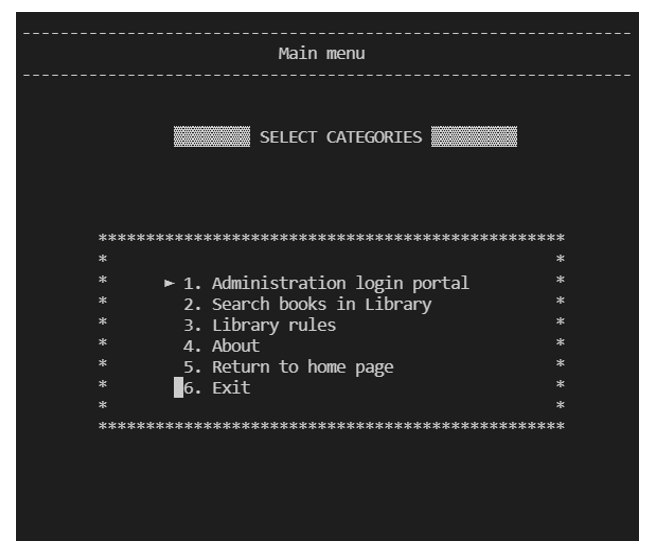 Main menu
SELECT CATEGORIES
► 1. Administration login portal
2. Search books in Library
3. Library rules
4. About
5. Return to home page
6. Exit